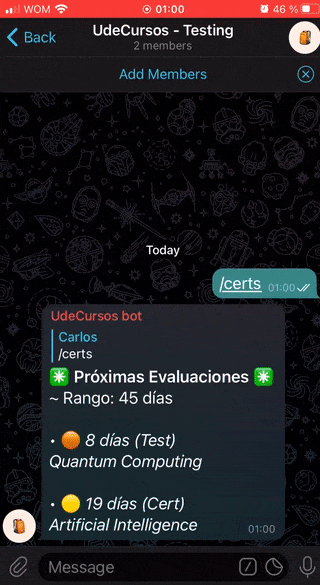 WOM 01:00 46 %
Back UdeCursos - Testing
2 members
Add Members
Today
/certs 01:00
UdeCursos bot
Carlos
/certs
✳️ Próximas Evaluaciones ✳️
~ Rango: 45 días
• 🟠 8 días (Test)
Quantum Computing
• 🟡 19 días (Cert)
Artificial Intelligence
01:00
Message